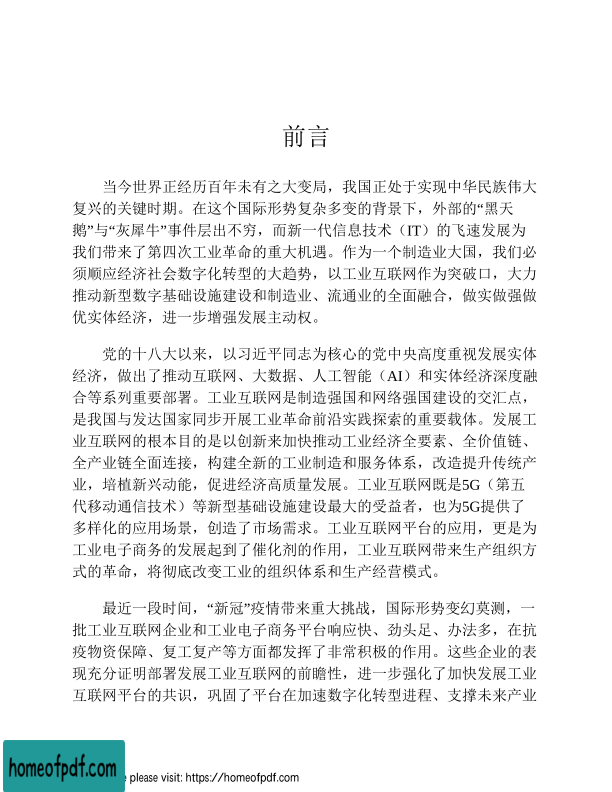 前言
当今世界正经历百年未有之大变局，我国正处于实现中华民族伟大
复兴的关键时期。在这个国际形势复杂多变的背景下，外部的“黑天
鹅”与“灰犀牛”事件层出不穷，而新一代信息技术（IT）的飞速发展为
我们带来了第四次工业革命的重大机遇。作为一个制造业大国，我们必
须顺应经济社会数字化转型的大趋势，以工业互联网作为突破口，大力
推动新型数字基础设施建设和制造业、流通业的全面融合，做实做强做
优实体经济，进一步增强发展主动权。
党的十八大以来，以习近平同志为核心的党中央高度重视发展实体
经济，做出了推动互联网、大数据、人工智能（AI）和实体经济深度融
合等系列重要部署。工业互联网是制造强国和网络强国建设的交汇点，
是我国与发达国家同步开展工业革命前沿实践探索的重要载体。发展工
业互联网的根本目的是以创新来加快推动工业经济全要素、全价值链、
全产业链全面连接，构建全新的工业制造和服务体系，改造提升传统产
业，培植新兴动能，促进经济高质量发展。工业互联网既是5G（第五
代移动通信技术）等新型基础设施建设最大的受益者，也为5G提供了
多样化的应用场景，创造了市场需求。工业互联网平台的应用，更是为
工业电子商务的发展起到了催化剂的作用，工业互联网带来生产组织方
式的革命，将彻底改变工业的组织体系和生产经营模式。
最近一段时间，“新冠”疫情带来重大挑战，国际形势变幻莫测，一
批工业互联网企业和工业电子商务平台响应快、劲头足、办法多，在抗
疫物资保障、复工复产等方面都发挥了非常积极的作用。这些企业的表
现充分证明部署发展工业互联网的前瞻性，进一步强化了加快发展工业
互联网平台的共识，巩固了平台在加速数字化转型进程、支撑未来产业
homeofpdf.com
please visit: https://homeofpdf.com